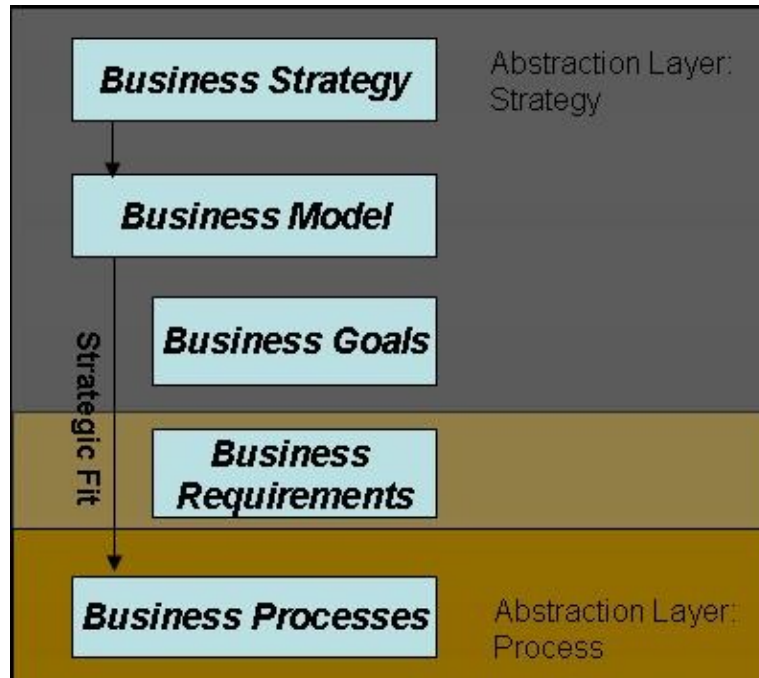 Business Strategy
Abstraction Layer:
Strategy
Business Model
Business Goals
Strategic Fit
Business
Requirements
Business Processes
Abstraction Layer:
Process